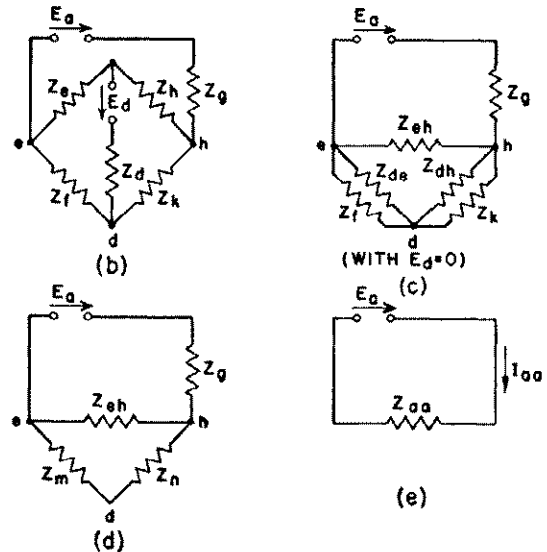 Ea
Ze
Zh
Zg
Ed
e
h
Zd
Zf
Zk
d
(b)
Ea
Zg
Zeh
e
h
Zde
Zdh
Zf
Zk
d
(WITH Ed=0)
(c)
Ea
Zg
Zeh
e
h
Zm
Zn
d
(d)
Ea
Iaa
Zaa
(e)